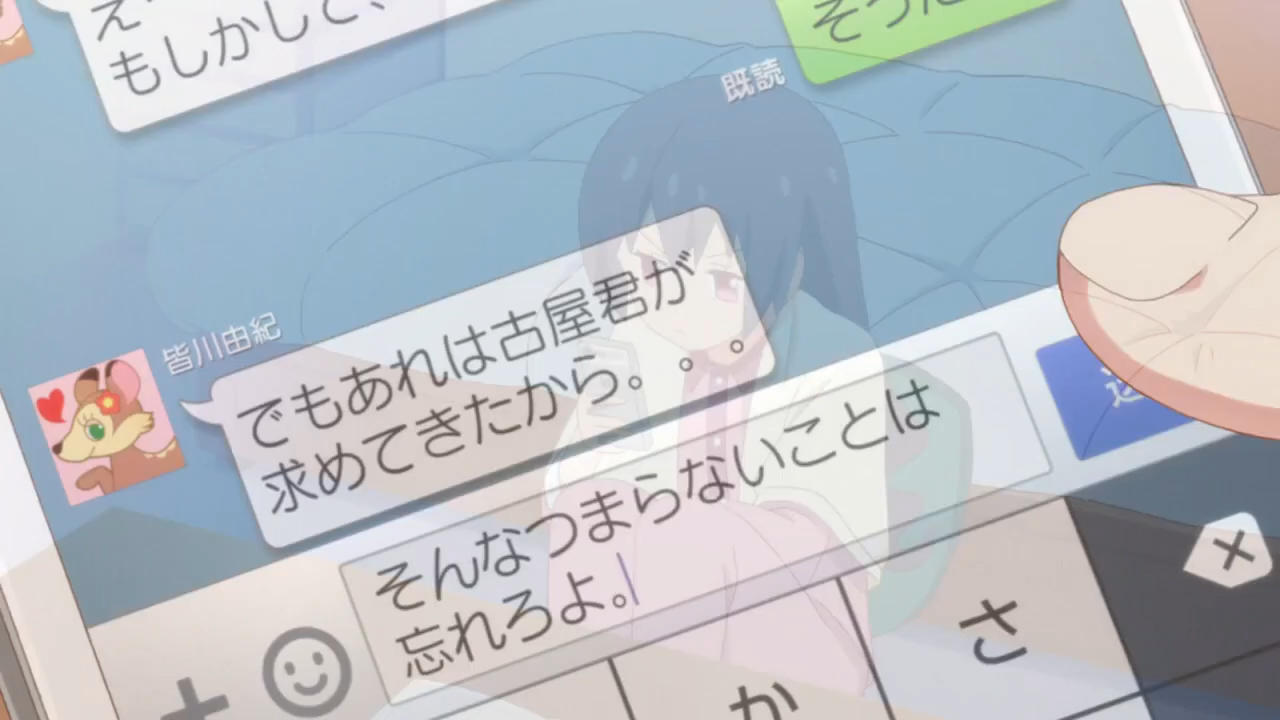 え
もしかして、
そうだ
既読
皆川由紀
でもあれは古屋君が
求めてきたから。。。
そんなつまらないことは
忘れろよ。
か
さ